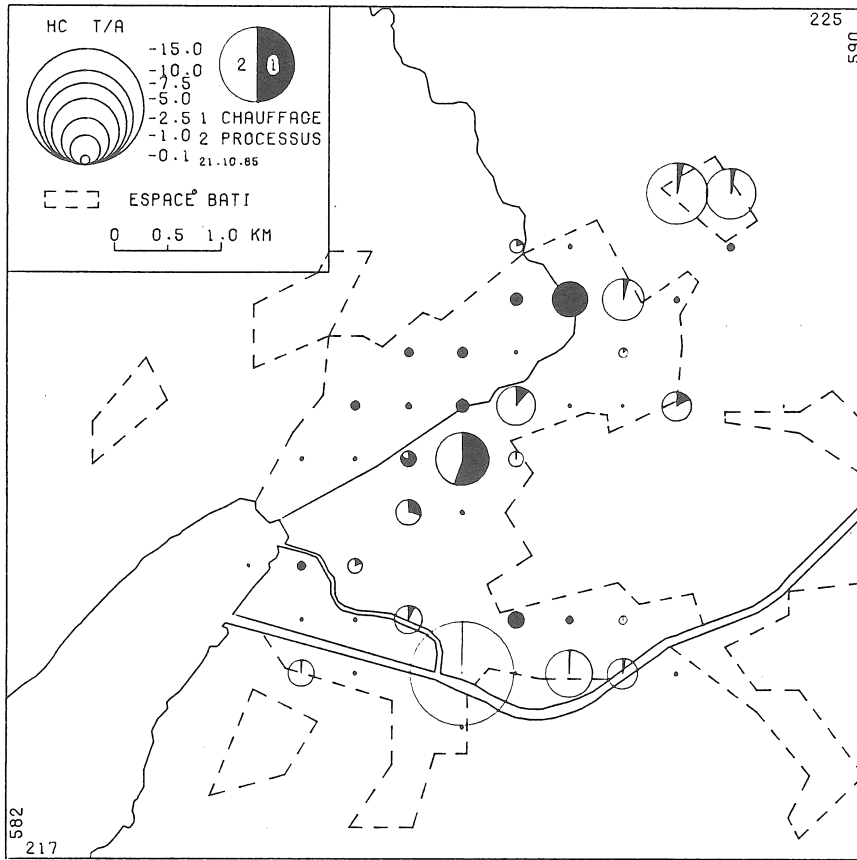 HC T/A
-15.0
-10.0
-7.5
-5.0
-2.5
-1.0
-0.1
2 1
1 CHAUFFAGE
2 PROCESSUS
21.10.85
ESPACE BATI
0 0.5 1.0 KM
225
590
582
217